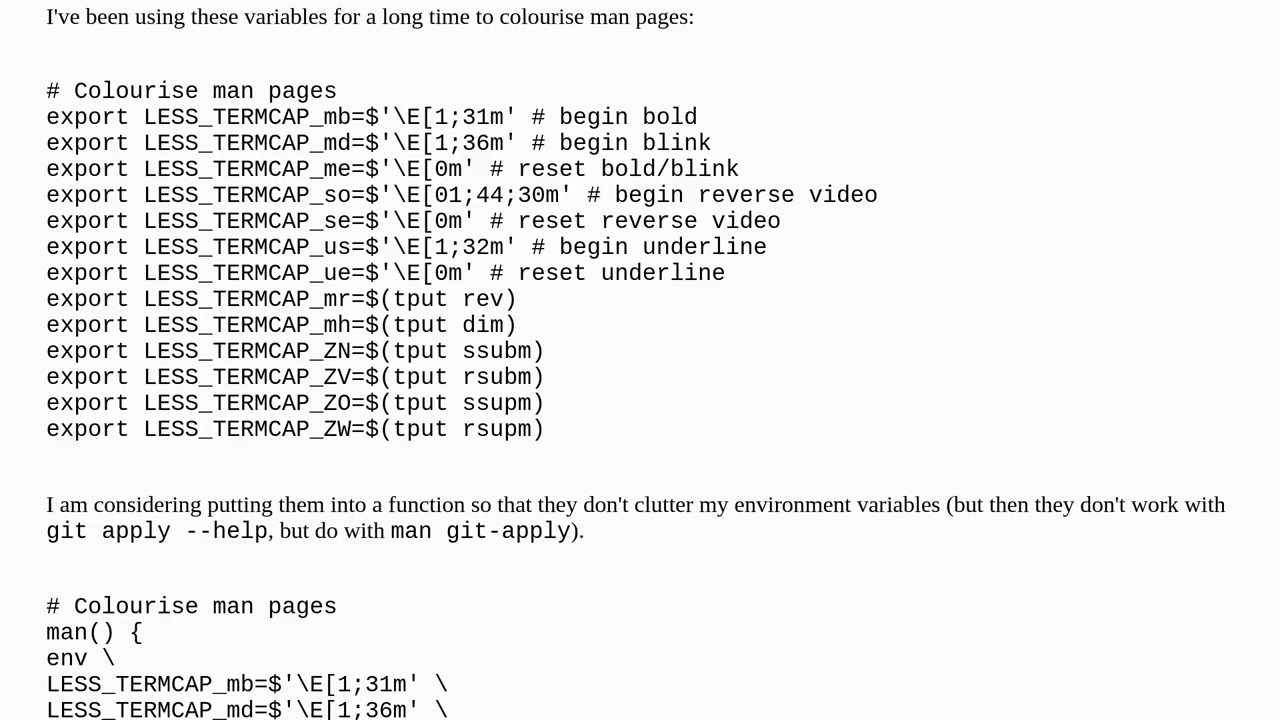 I've been using these variables for a long time to colourise man pages:
# Colourise man pages
export LESS_TERMCAP_mb=$'\E[1;31m' # begin bold
export LESS_TERMCAP_md=$'\E[1;36m' # begin blink
export LESS_TERMCAP_me=$'\E[0m' # reset bold/blink
export LESS_TERMCAP_so=$'\E[01;44;30m' # begin reverse video
export LESS_TERMCAP_se=$'\E[0m' # reset reverse video
export LESS_TERMCAP_us=$'\E[1;32m' # begin underline
export LESS_TERMCAP_ue=$'\E[0m' # reset underline
export LESS_TERMCAP_mr=$(tput rev)
export LESS_TERMCAP_mh=$(tput dim)
export LESS_TERMCAP_ZN=$(tput ssubm)
export LESS_TERMCAP_ZV=$(tput rsubm)
export LESS_TERMCAP_ZO=$(tput ssupm)
export LESS_TERMCAP_ZW=$(tput rsupm)
I am considering putting them into a function so that they don't clutter my environment variables (but then they don't work with
git apply --help, but do with man git-apply).
# Colourise man pages
man() {
env \
LESS_TERMCAP_mb=$'\E[1;31m' \
LESS_TERMCAP_md=$'\E[1;36m' \